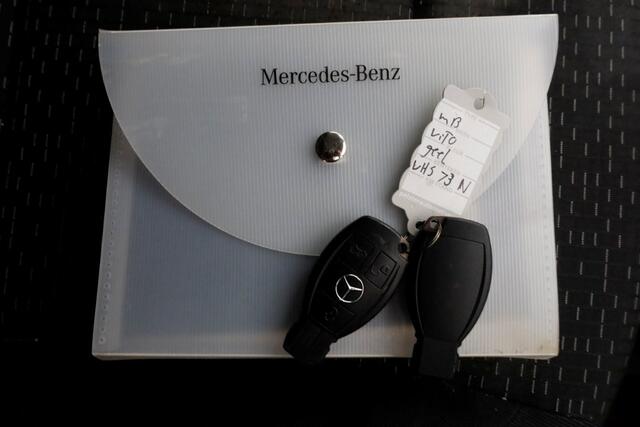 Mercedes-Benz
MB
ViTO
geel
VHS 73 N